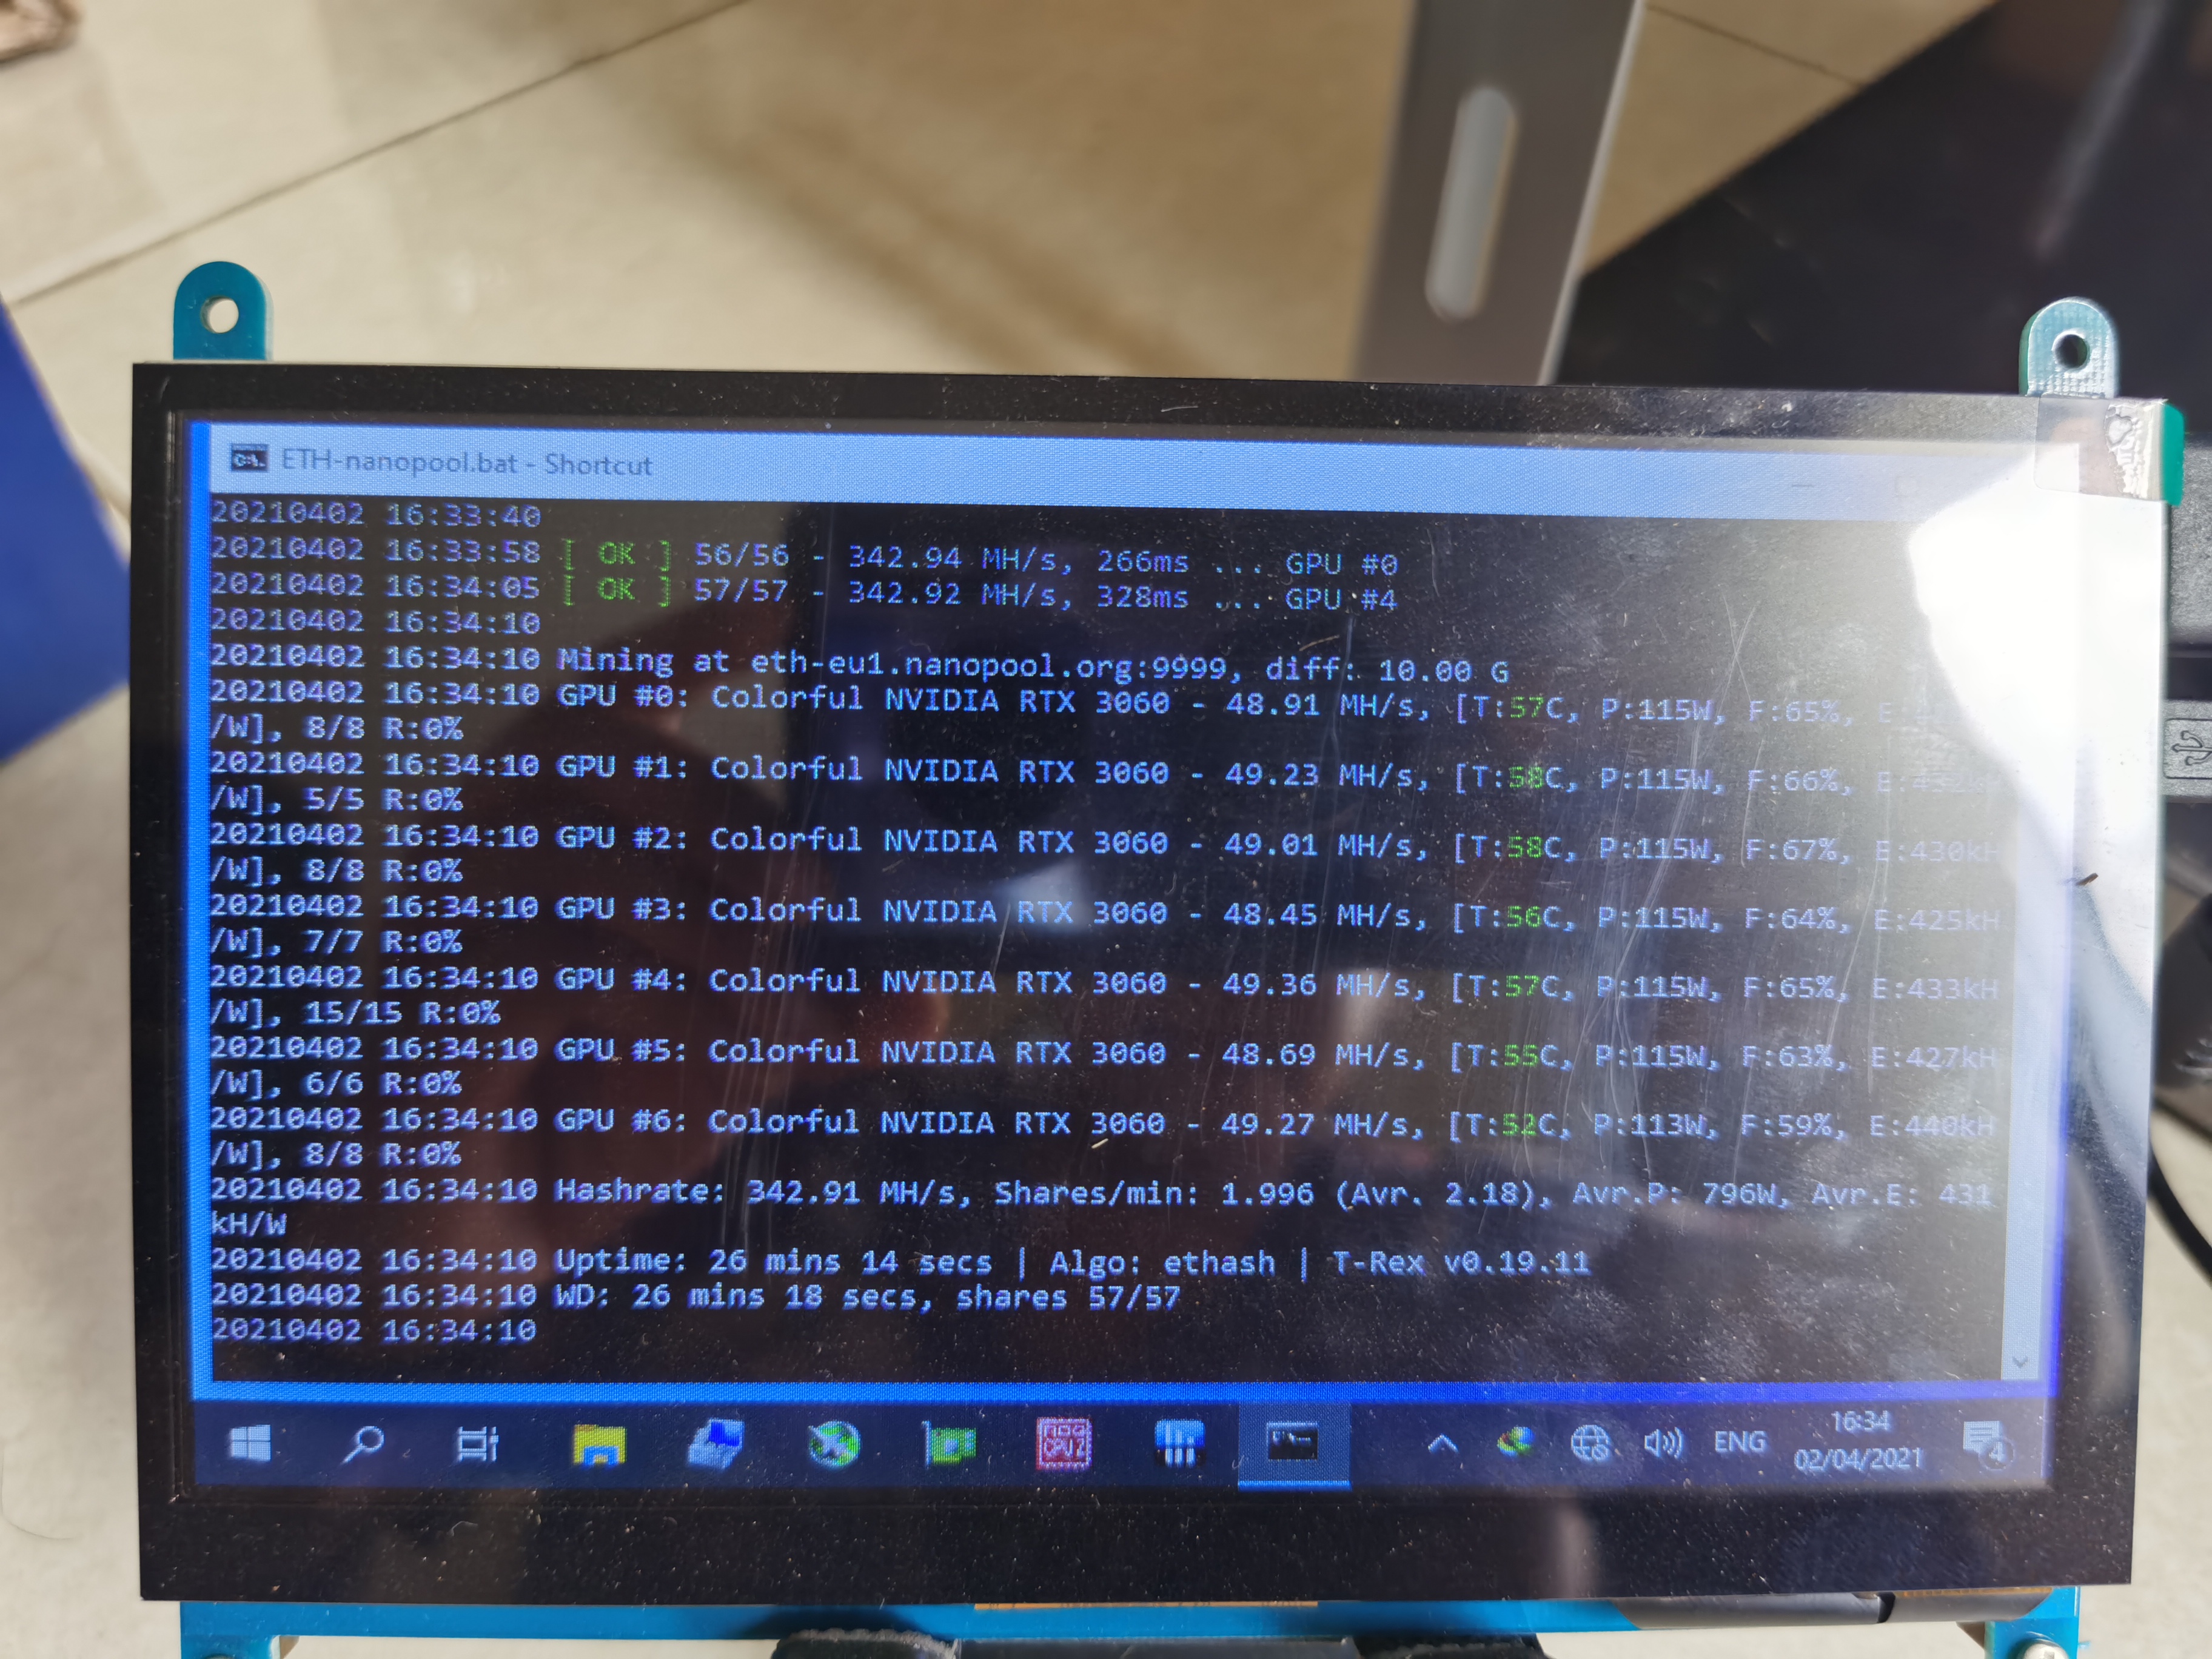 ETH-nanopool.bat - Shortcut
20210402 16:33:40
20210402 16:33:58 [ OK ] 56/56 - 342.94 MH/s, 266ms ... GPU #0
20210402 16:34:05 [ OK ] 57/57 - 342.92 MH/s, 328ms ... GPU #4
20210402 16:34:10
20210402 16:34:10 Mining at eth-eu1.nanopool.org:9999, diff: 10.00 G
20210402 16:34:10 GPU #0: Colorful NVIDIA RTX 3060 - 48.91 MH/s, [T:57C, P:115W, F:65%,
/W], 8/8 R:0%
20210402 16:34:10 GPU #1: Colorful NVIDIA RTX 3060 - 49.23 MH/s, [T:58C, P:115W, F:66%,
/W], 5/5 R:0%
20210402 16:34:10 GPU #2: Colorful NVIDIA RTX 3060 - 49.01 MH/s, [T:58C, P:115W, F:67%, E:430kH
/W], 8/8 R:0%
20210402 16:34:10 GPU #3: Colorful NVIDIA RTX 3060 - 48.45 MH/s, [T:56C, P:115W, F:64%, E:425kH
/W], 7/7 R:0%
20210402 16:34:10 GPU #4: Colorful NVIDIA RTX 3060 - 49.36 MH/s, [T:57C, P:115W, F:65%, E:433kH
/W], 15/15 R:0%
20210402 16:34:10 GPU #5: Colorful NVIDIA RTX 3060 - 48.69 MH/s, [T:55C, P:115W, F:63%, E:427kH
/W], 6/6 R:0%
20210402 16:34:10 GPU #6: Colorful NVIDIA RTX 3060 - 49.27 MH/s, [T:52C, P:113W, F:59%, E:440kH
/W], 8/8 R:0%
20210402 16:34:10 Hashrate: 342.91 MH/s, Shares/min: 1.996 (Avr. 2.18), Avr.P: 796W, Avr.E: 431
kH/W
20210402 16:34:10 Uptime: 26 mins 14 secs | Algo: ethash | T-Rex v0.19.11
20210402 16:34:10 WD: 26 mins 18 secs, shares 57/57
20210402 16:34:10
CPUZ
ENG
16:34
02/04/2021
4